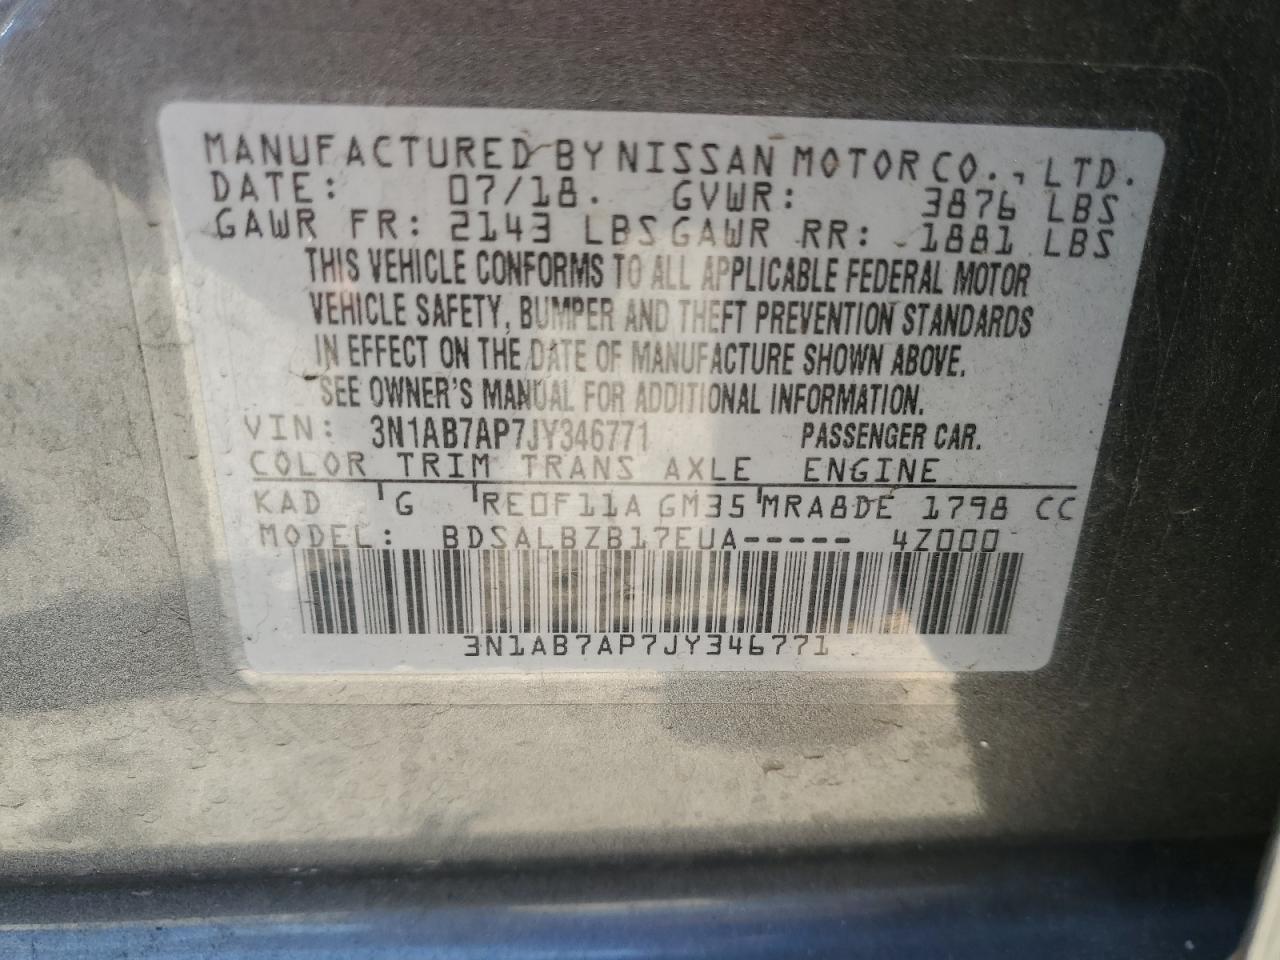 MANUFACTURED BY NISSAN MOTOR CO., LTD.
DATE: 07/18. GVWR: 3876 LBS
GAWR FR: 2143 LBS GAWR RR: 1881 LBS
THIS VEHICLE CONFORMS TO ALL APPLICABLE FEDERAL MOTOR
VEHICLE SAFETY, BUMPER AND THEFT PREVENTION STANDARDS
IN EFFECT ON THE DATE OF MANUFACTURE SHOWN ABOVE.
SEE OWNER'S MANUAL FOR ADDITIONAL INFORMATION.
VIN: 3N1AB7AP7JY346771 PASSENGER CAR.
COLOR TRIM TRANS AXLE ENGINE
KAD G RE0F11A GM35 MRA8DE 1798 CC
MODEL: BDSALBZB17EUA----- 4Z000
3N1AB7AP7JY346771